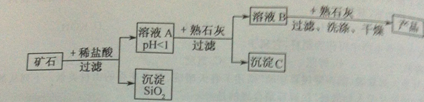 矿石
+稀盐酸
过滤
溶液A
pH<1
沉淀
SiO₂
+熟石灰
过滤
溶液B
沉淀C
+熟石灰
过滤、洗涤、干燥
产品